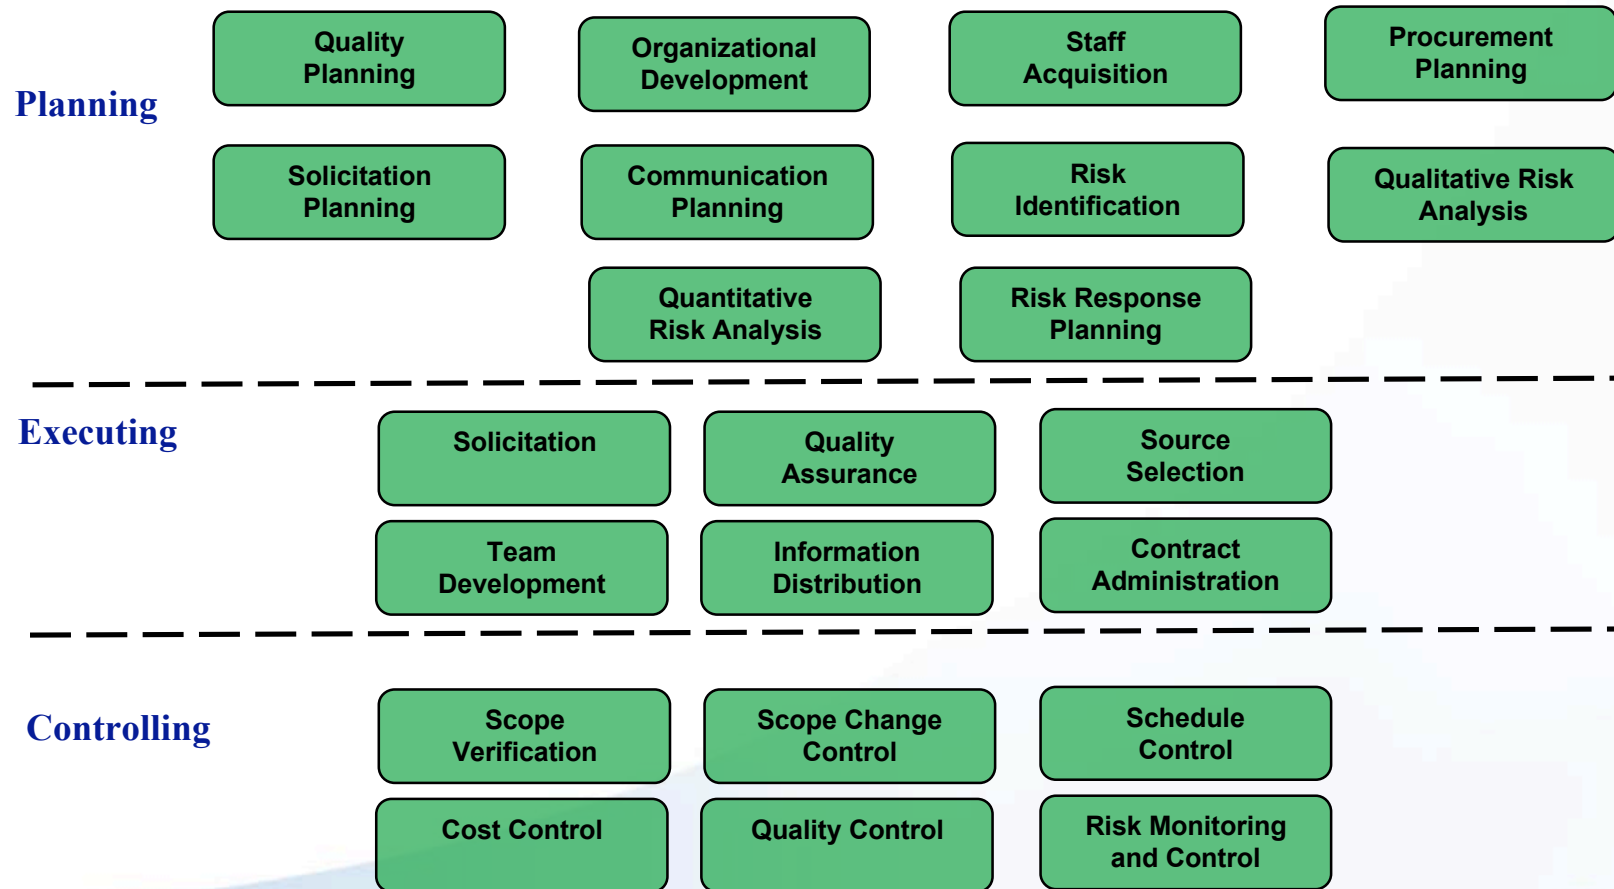 Planning
Quality
Planning
Organizational
Development
Staff
Acquisition
Procurement
Planning
Solicitation
Planning
Communication
Planning
Risk
Identification
Qualitative Risk
Analysis
Quantitative
Risk Analysis
Risk Response
Planning
Executing
Solicitation
Quality
Assurance
Source
Selection
Team
Development
Information
Distribution
Contract
Administration
Controlling
Scope
Verification
Scope Change
Control
Schedule
Control
Cost Control
Quality Control
Risk Monitoring
and Control